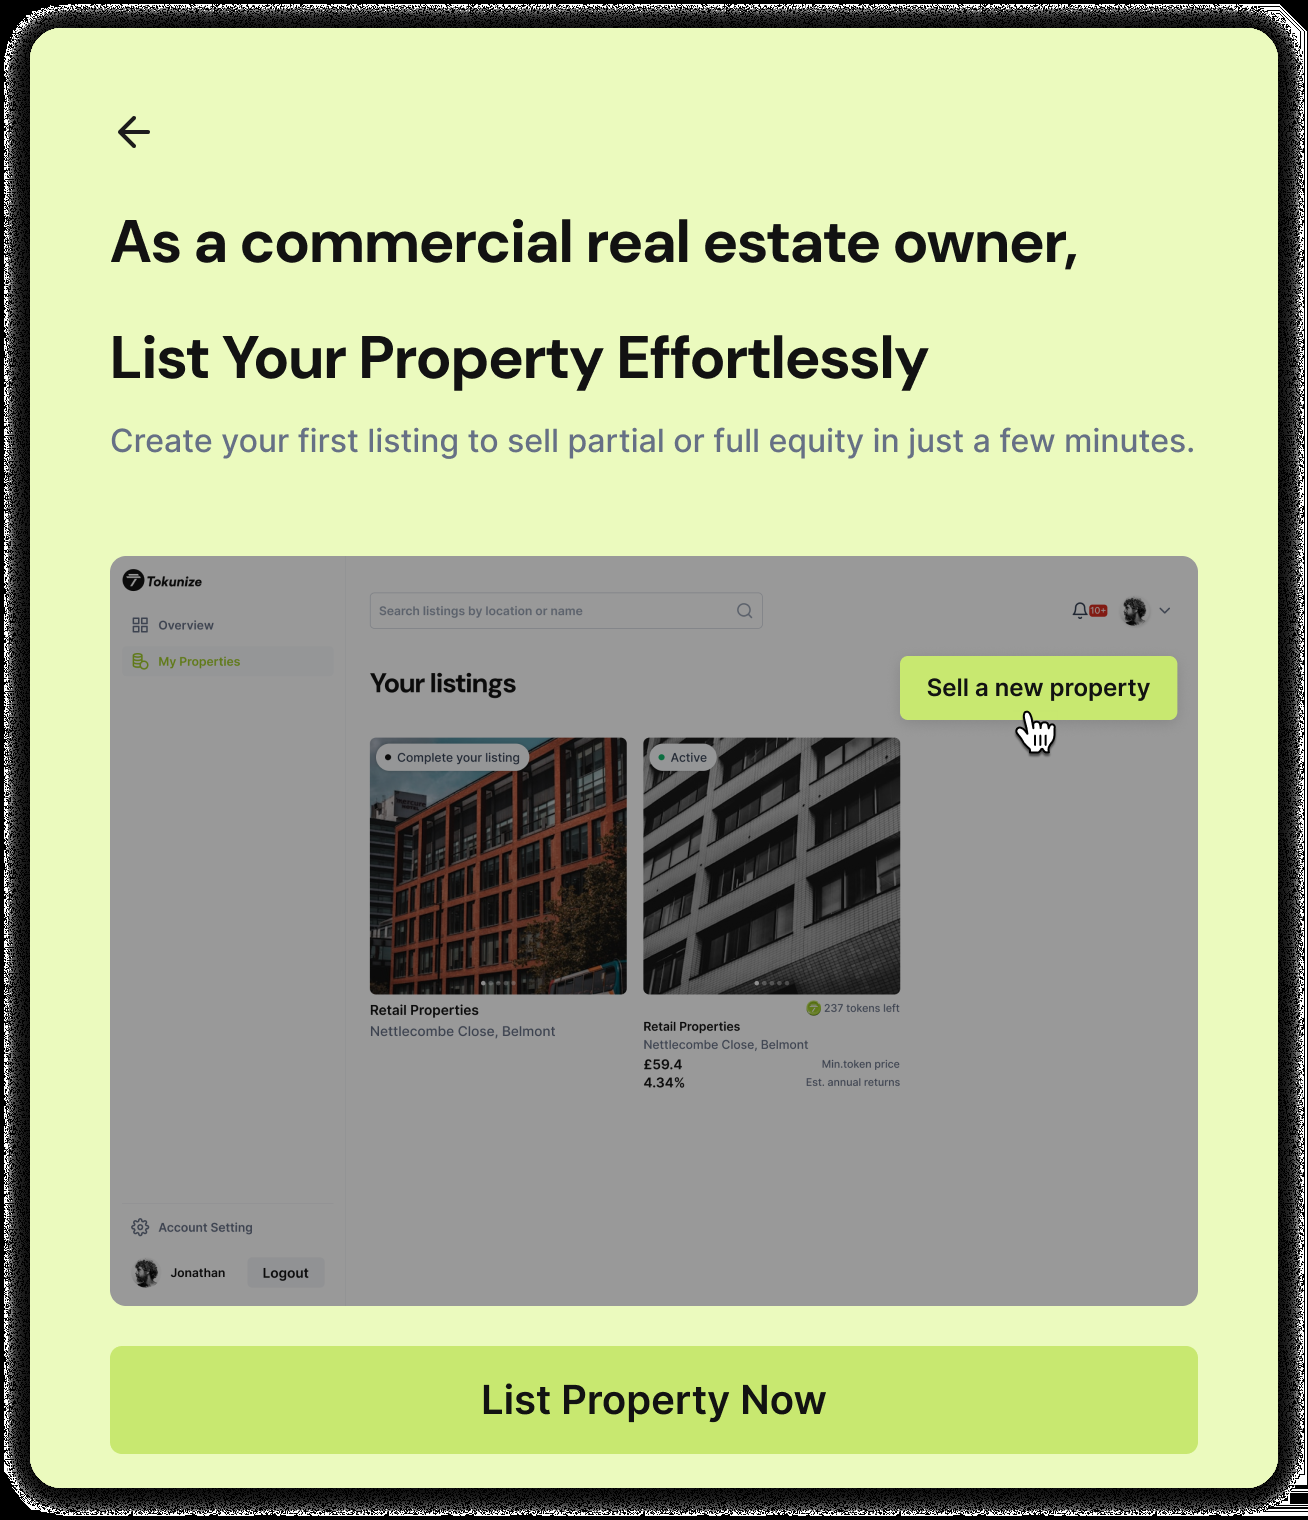 As a commercial real estate owner,
List Your Property Effortlessly
Create your first listing to sell partial or full equity in just a few minutes.
Tokunize
Search listings by location or name
10+
Overview
My Properties
Your listings
Sell a new property
Complete your listing
Active
Retail Properties
Nettlecombe Close, Belmont
237 tokens left
Retail Properties
Nettlecombe Close, Belmont
£59.4 Min.token price
4.34% Est. annual returns
Account Setting
Jonathan Logout
List Property Now